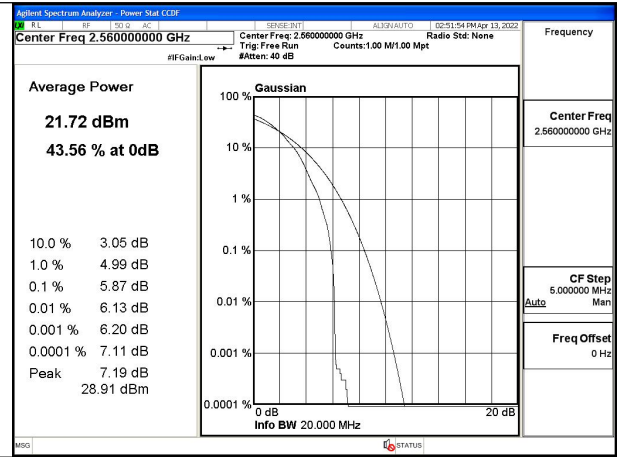 Agilent Spectrum Analyzer - Power Stat CCDF
RL RF 50 Ω AC SENSE:INT ALIGN AUTO 02:51:54 PM Apr 13, 2022
Center Freq 2.560000000 GHz
Center Freq: 2.560000000 GHz Radio Std: None
Trig: Free Run Counts:1.00 M/1.00 Mpt
#IFGain:Low #Atten: 40 dB
Frequency
Average Power
21.72 dBm
43.56 % at 0dB
10.0 % 3.05 dB
1.0 % 4.99 dB
0.1 % 5.87 dB
0.01 % 6.13 dB
0.001 % 6.20 dB
0.0001 % 7.11 dB
Peak 7.19 dB
28.91 dBm
Gaussian
100 %
10 %
1 %
0.1 %
0.01 %
0.001 %
0.0001 %
0 dB 20 dB
Info BW 20.000 MHz
Center Freq
2.560000000 GHz
CF Step
5.000000 MHz
Auto Man
Freq Offset
0 Hz
MSG STATUS